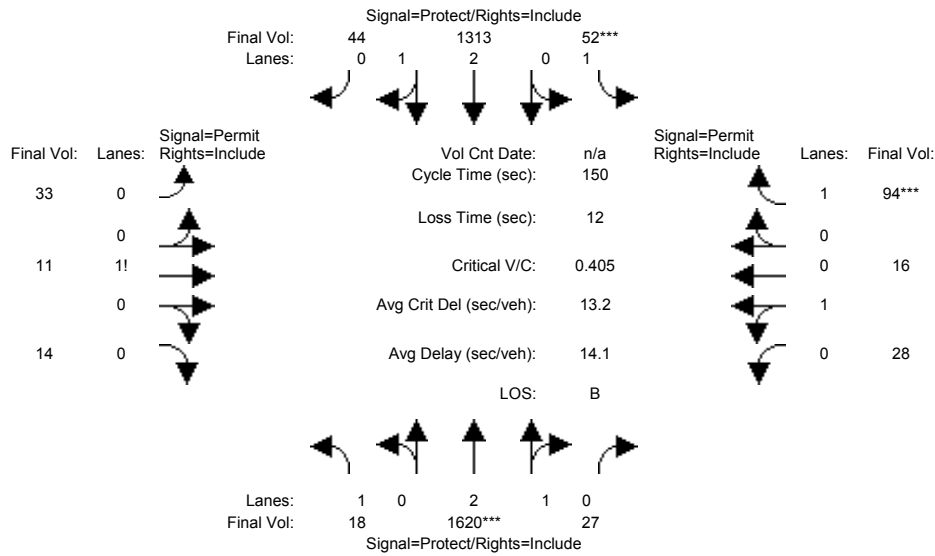 Signal=Protect/Rights=Include
Final Vol: 44 1313 52***
Lanes: 0 1 2 0 1
Signal=Permit
Final Vol: Lanes: Rights=Include
Vol Cnt Date: n/a
Signal=Permit
Rights=Include Lanes: Final Vol:
Cycle Time (sec): 150
33 0
1 94***
Loss Time (sec): 12
0
0
11 1!
Critical V/C: 0.405
0 16
0
Avg Crit Del (sec/veh): 13.2
1
14 0
Avg Delay (sec/veh): 14.1
0 28
LOS: B
Lanes: 1 0 2 1 0
Final Vol: 18 1620*** 27
Signal=Protect/Rights=Include